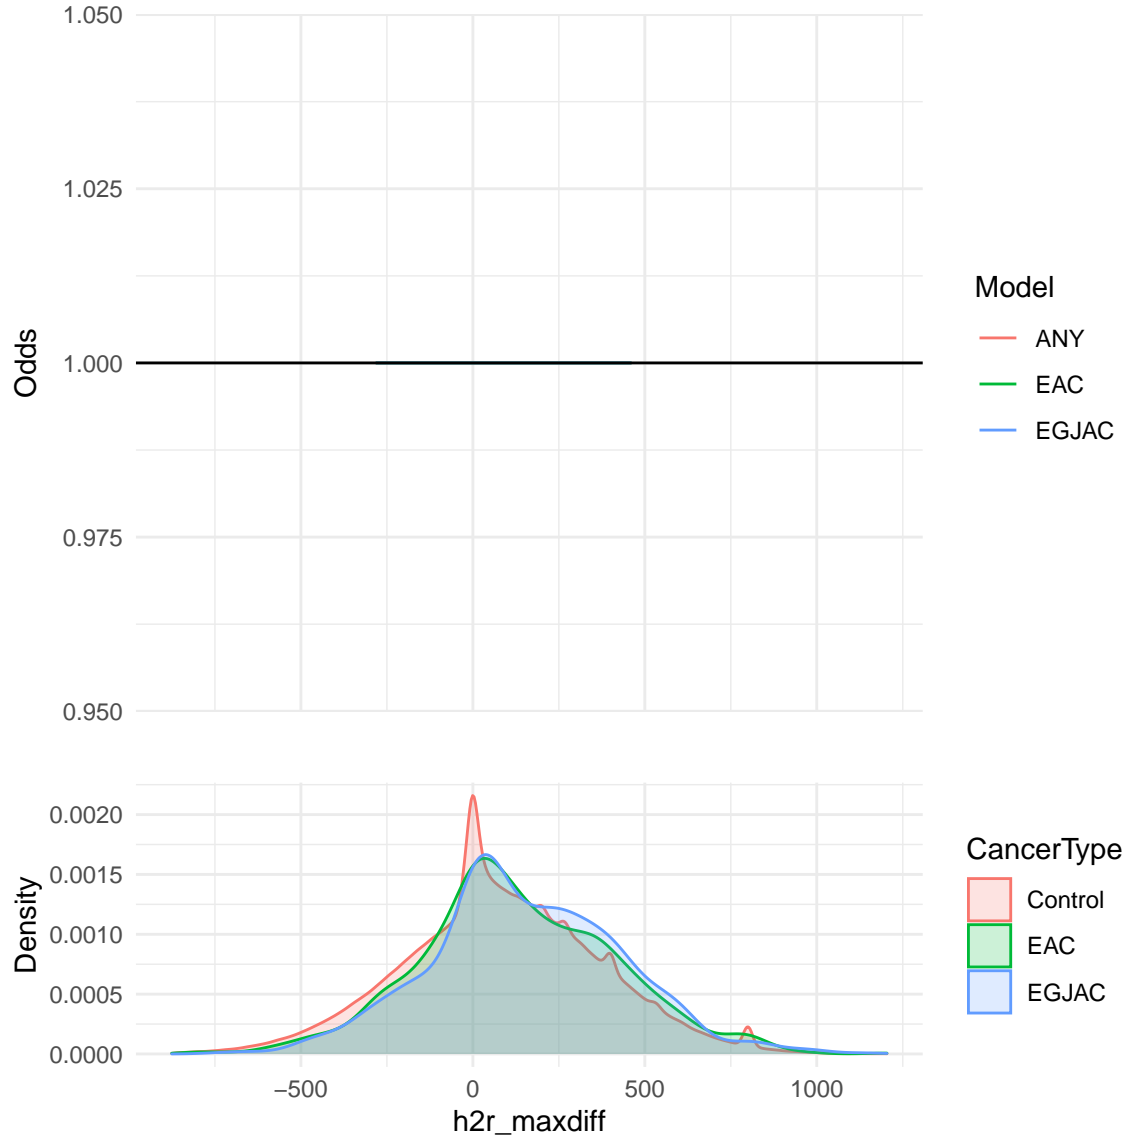 1.050
1.025
1.000
0.975
0.950
Odds
Model
ANY
EAC
EGJAC
0.0020
0.0015
0.0010
0.0005
0.0000
Density
−500
0
500
1000
h2r_maxdiff
CancerType
Control
EAC
EGJAC